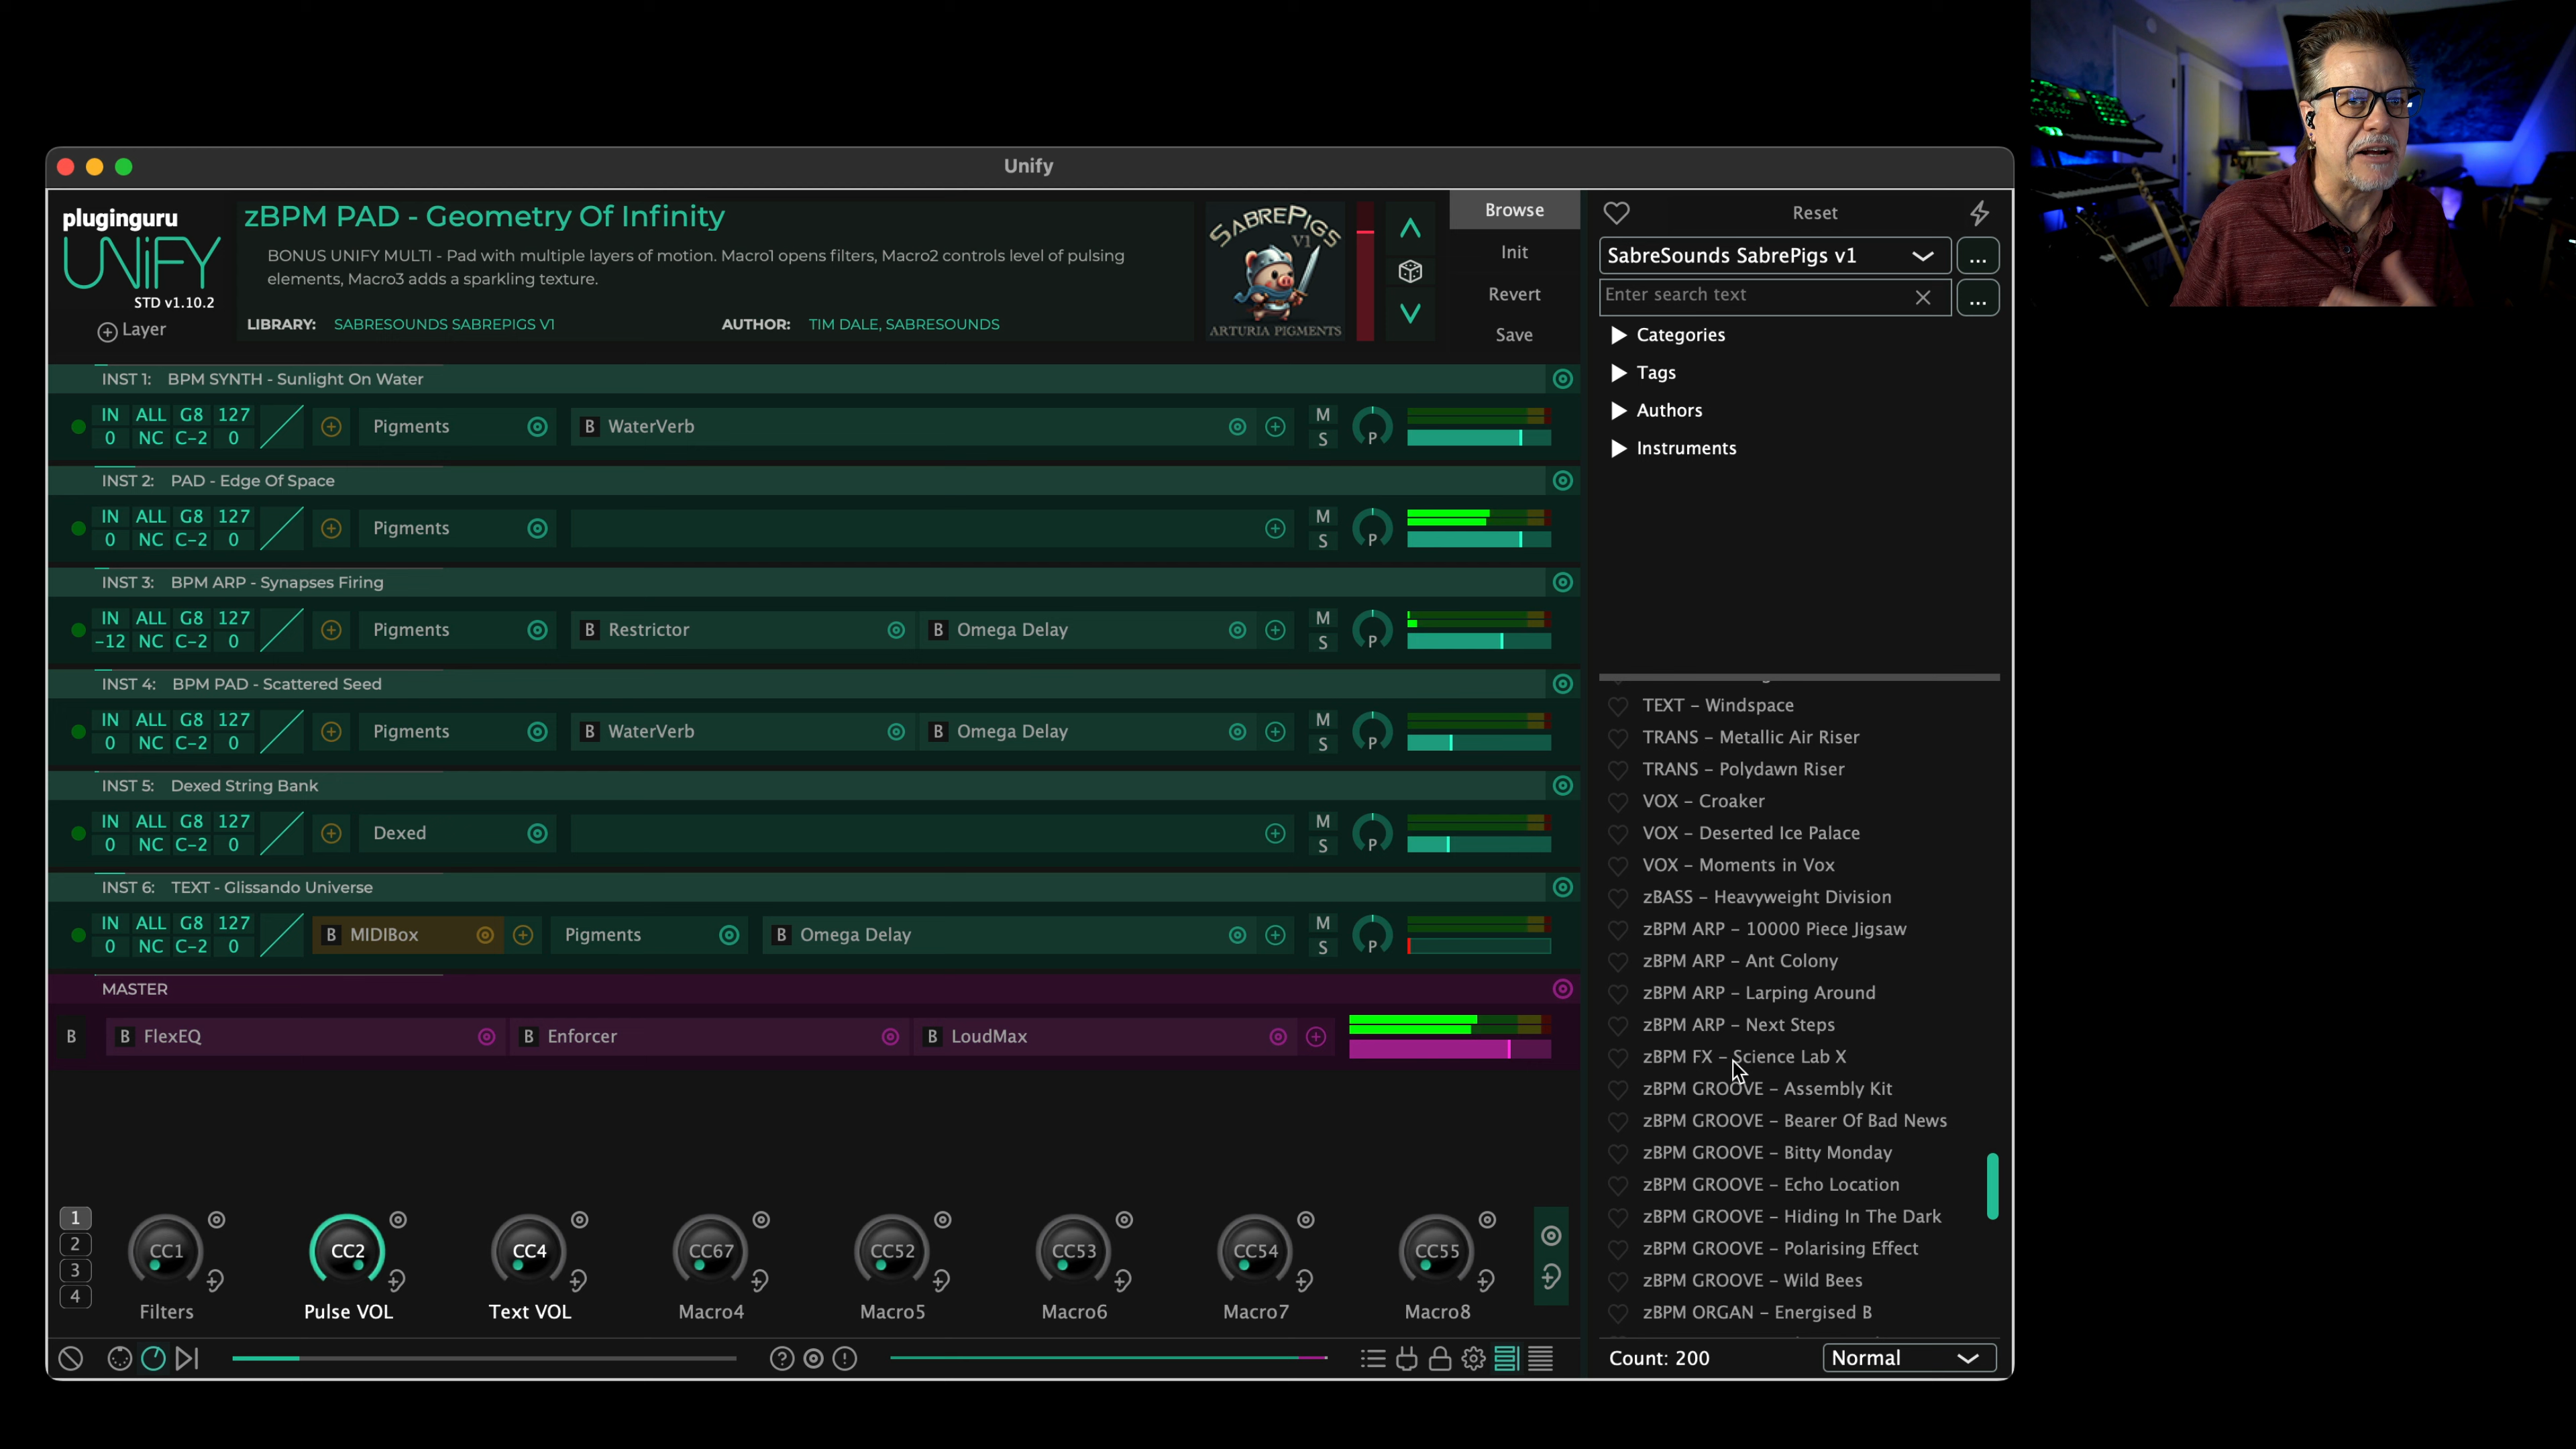 Unify
pluginguru
UNiFY
STD v1.10.2
Layer
zBPM PAD - Geometry Of Infinity
BONUS UNIFY MULTI - Pad with multiple layers of motion. Macro1 opens filters, Macro2 controls level of pulsing
elements, Macro3 adds a sparkling texture.
LIBRARY: SABRESOUNDS SABREPIGS V1 AUTHOR: TIM DALE, SABRESOUNDS
SABREPIGS
V1
ARTURIA PIGMENTS
Browse
Init
Revert
Save
INST 1: BPM SYNTH - Sunlight On Water
IN ALL G8 127
0 NC C-2 0
Pigments
B WaterVerb
M
S
P
INST 2: PAD - Edge Of Space
IN ALL G8 127
0 NC C-2 0
Pigments
M
S
P
INST 3: BPM ARP - Synapses Firing
IN ALL G8 127
-12 NC C-2 0
Pigments
B Restrictor
B Omega Delay
M
S
P
INST 4: BPM PAD - Scattered Seed
IN ALL G8 127
0 NC C-2 0
Pigments
B WaterVerb
B Omega Delay
M
S
P
INST 5: Dexed String Bank
IN ALL G8 127
0 NC C-2 0
Dexed
M
S
P
INST 6: TEXT - Glissando Universe
IN ALL G8 127
0 NC C-2 0
B MIDIBox
Pigments
B Omega Delay
M
S
P
MASTER
B
B FlexEQ
B Enforcer
B LoudMax
1
2
3
4
CC1 CC2 CC4 CC67 CC52 CC53 CC54 CC55
Filters Pulse VOL Text VOL Macro4 Macro5 Macro6 Macro7 Macro8
Reset
SabreSounds SabrePigs v1
...
Enter search text
...
Categories
Tags
Authors
Instruments
TEXT – Windspace
TRANS – Metallic Air Riser
TRANS – Polydawn Riser
VOX – Croaker
VOX – Deserted Ice Palace
VOX – Moments in Vox
zBASS – Heavyweight Division
zBPM ARP – 10000 Piece Jigsaw
zBPM ARP – Ant Colony
zBPM ARP – Larping Around
zBPM ARP – Next Steps
zBPM FX – Science Lab X
zBPM GROOVE – Assembly Kit
zBPM GROOVE – Bearer Of Bad News
zBPM GROOVE – Bitty Monday
zBPM GROOVE – Echo Location
zBPM GROOVE – Hiding In The Dark
zBPM GROOVE – Polarising Effect
zBPM GROOVE – Wild Bees
zBPM ORGAN – Energised B
Count: 200
Normal